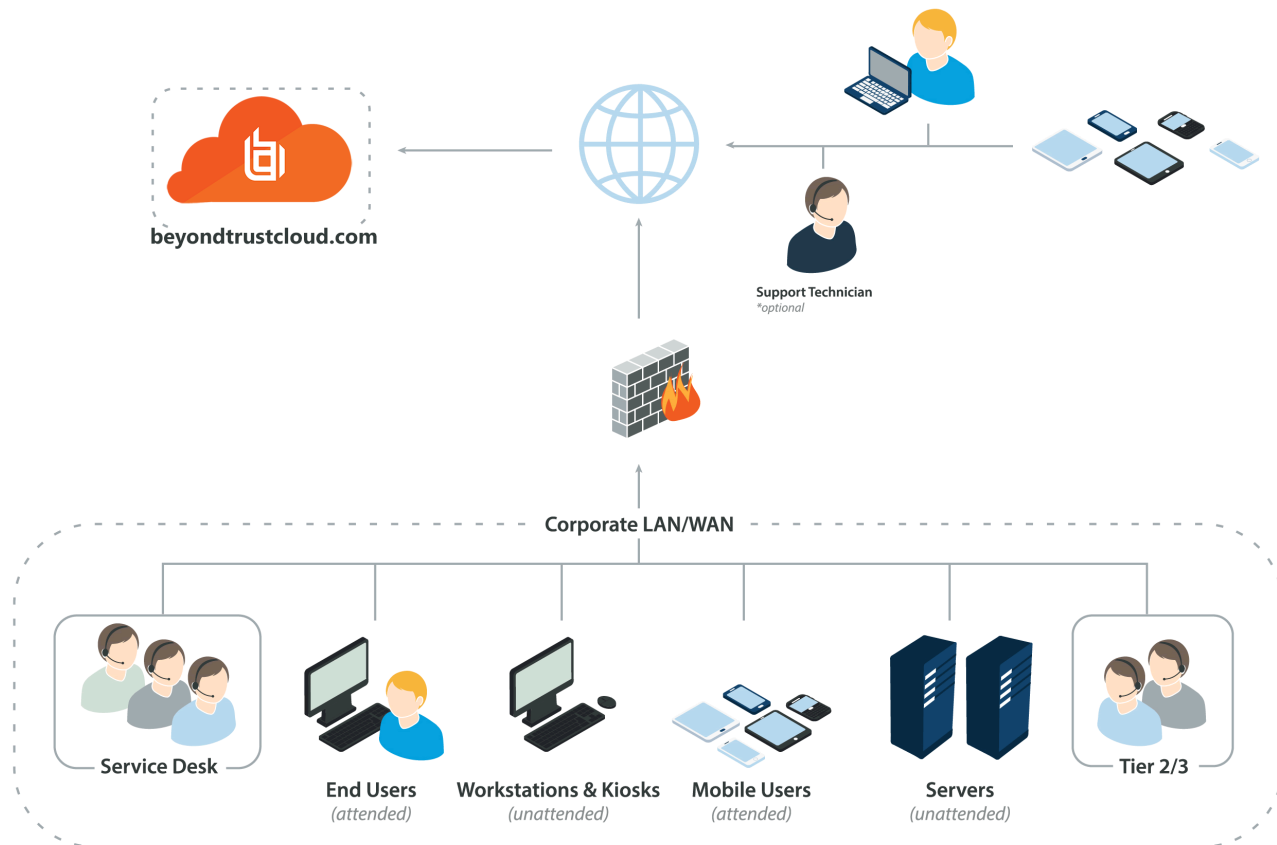 beyondtrustcloud.com
Support Technician
*optional
Corporate LAN/WAN
Service Desk
End Users
(attended)
Workstations & Kiosks
(unattended)
Mobile Users
(attended)
Servers
(unattended)
Tier 2/3